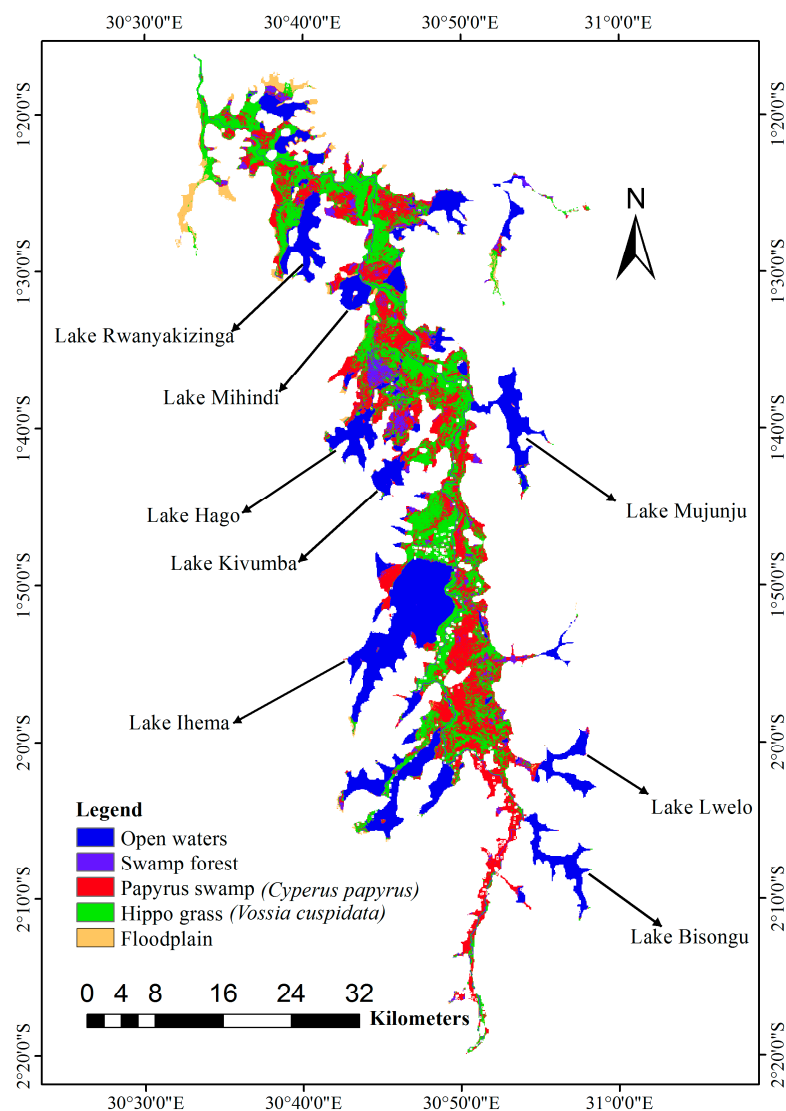 30°30'0"E 30°40'0"E 30°50'0"E 31°0'0"E
1°20'0"S 1°20'0"S
N
1°30'0"S 1°30'0"S
Lake Rwanyakizinga
Lake Mihindi
1°40'0"S 1°40'0"S
Lake Hago
Lake Mujunju
Lake Kivumba
1°50'0"S 1°50'0"S
Lake Ihema
2°0'0"S 2°0'0"S
Lake Lwelo
Legend
Open waters
Swamp forest
Papyrus swamp (Cyperus papyrus)
Hippo grass (Vossia cuspidata)
Floodplain
2°10'0"S 2°10'0"S
Lake Bisongu
0 4 8 16 24 32
Kilometers
2°20'0"S 2°20'0"S
30°30'0"E 30°40'0"E 30°50'0"E 31°0'0"E